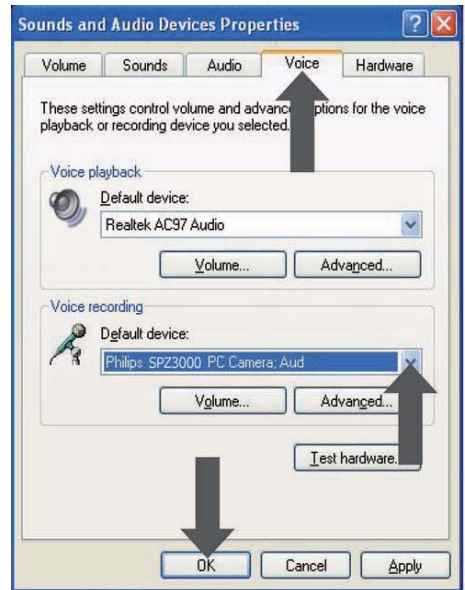 Sounds and Audio Devices Properties
Volume Sounds Audio Voice Hardware
These settings control volume and advanced options for the voice
playback or recording device you selected.
Voice playback
Default device:
Realtek AC97 Audio
Volume... Advanced...
Voice recording
Default device:
Philips SPZ3000 PC Camera; Aud
Volume... Advanced...
Test hardware...
OK Cancel Apply